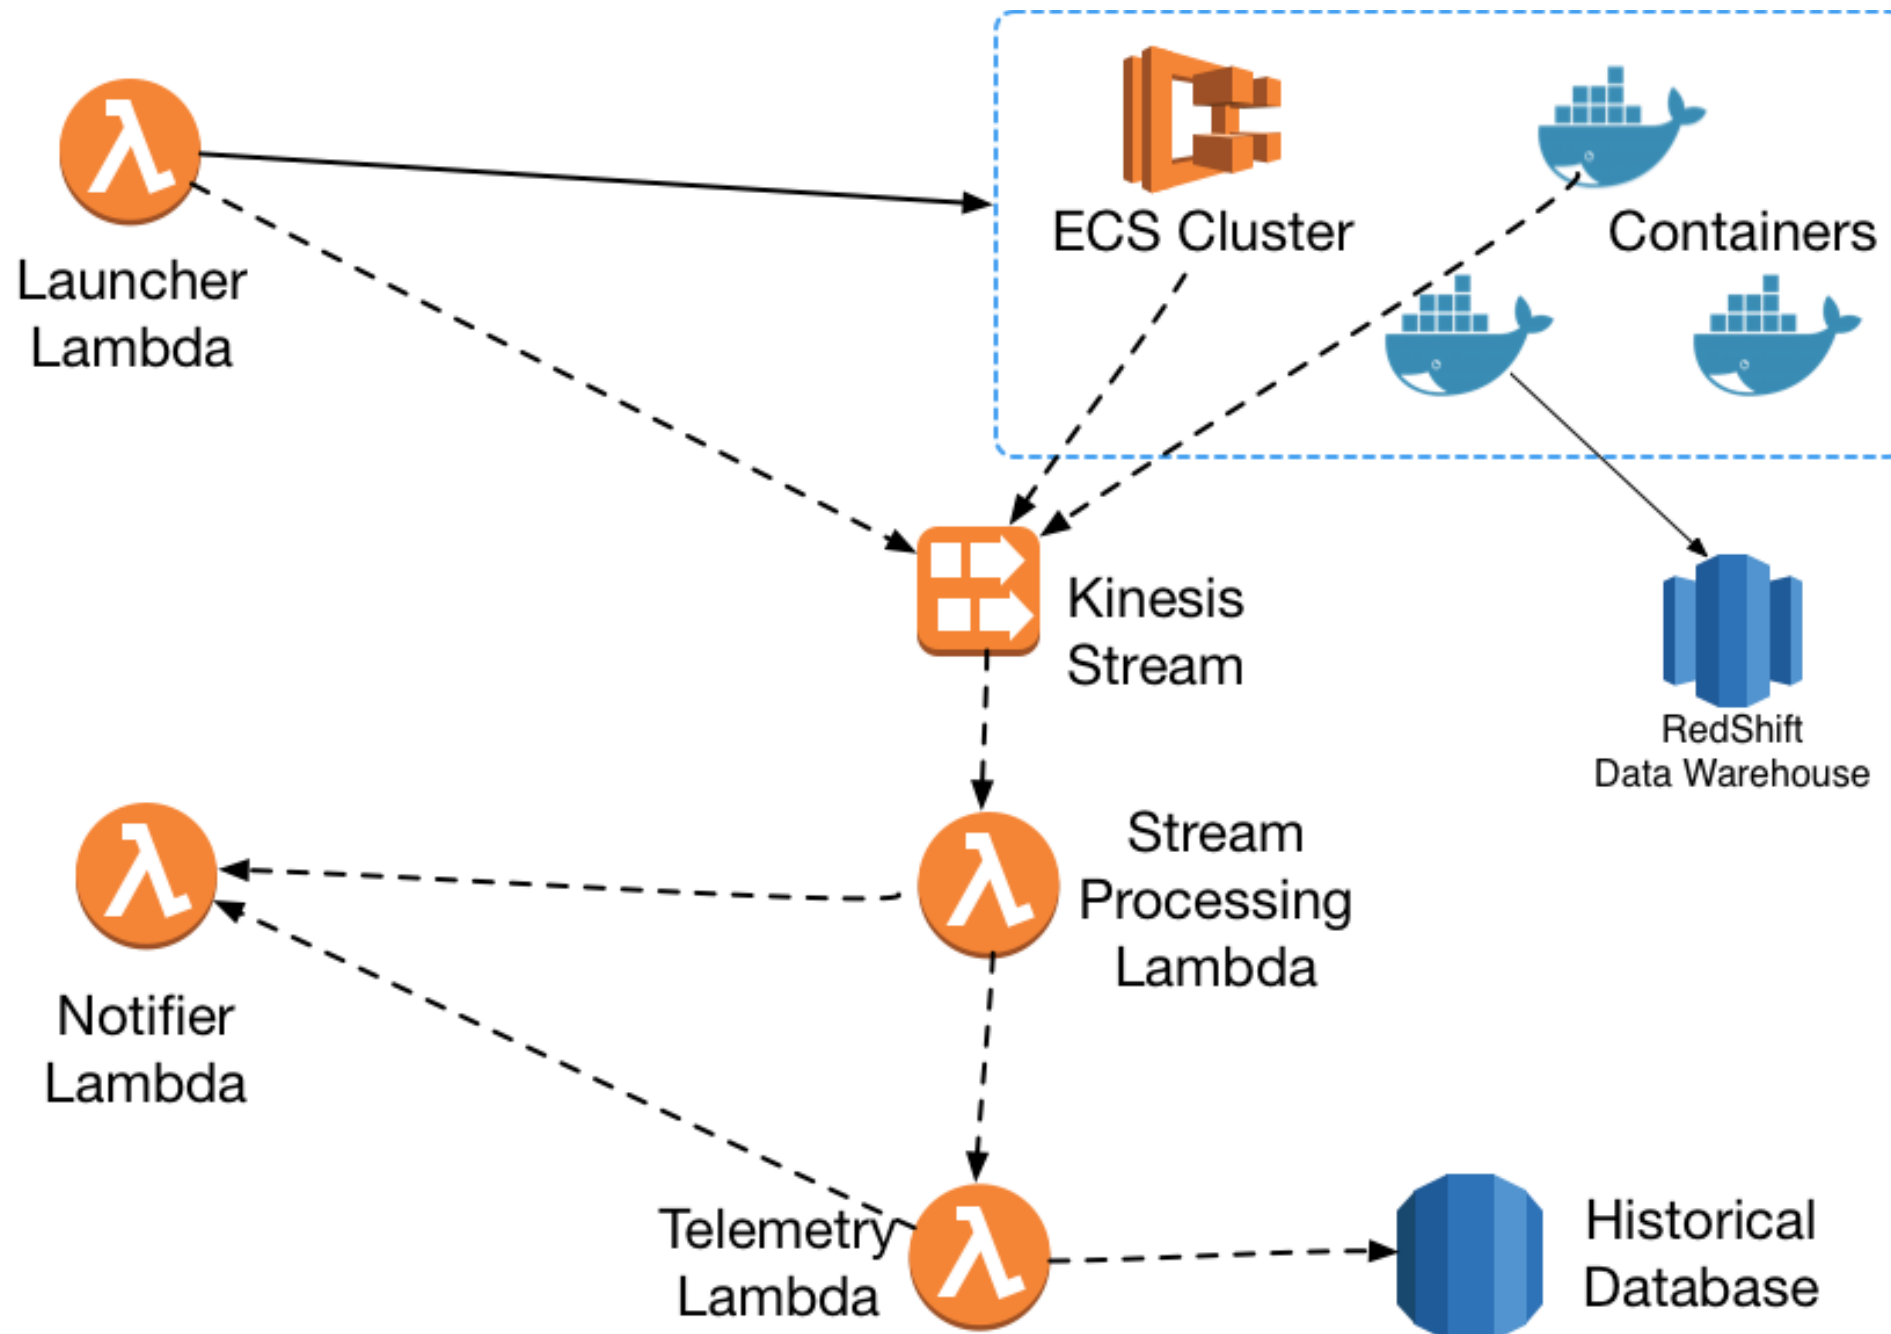 ECS Cluster
Containers
Launcher
Lambda
Kinesis
Stream
RedShift
Data Warehouse
Stream
Processing
Lambda
Notifier
Lambda
Telemetry
Lambda
Historical
Database